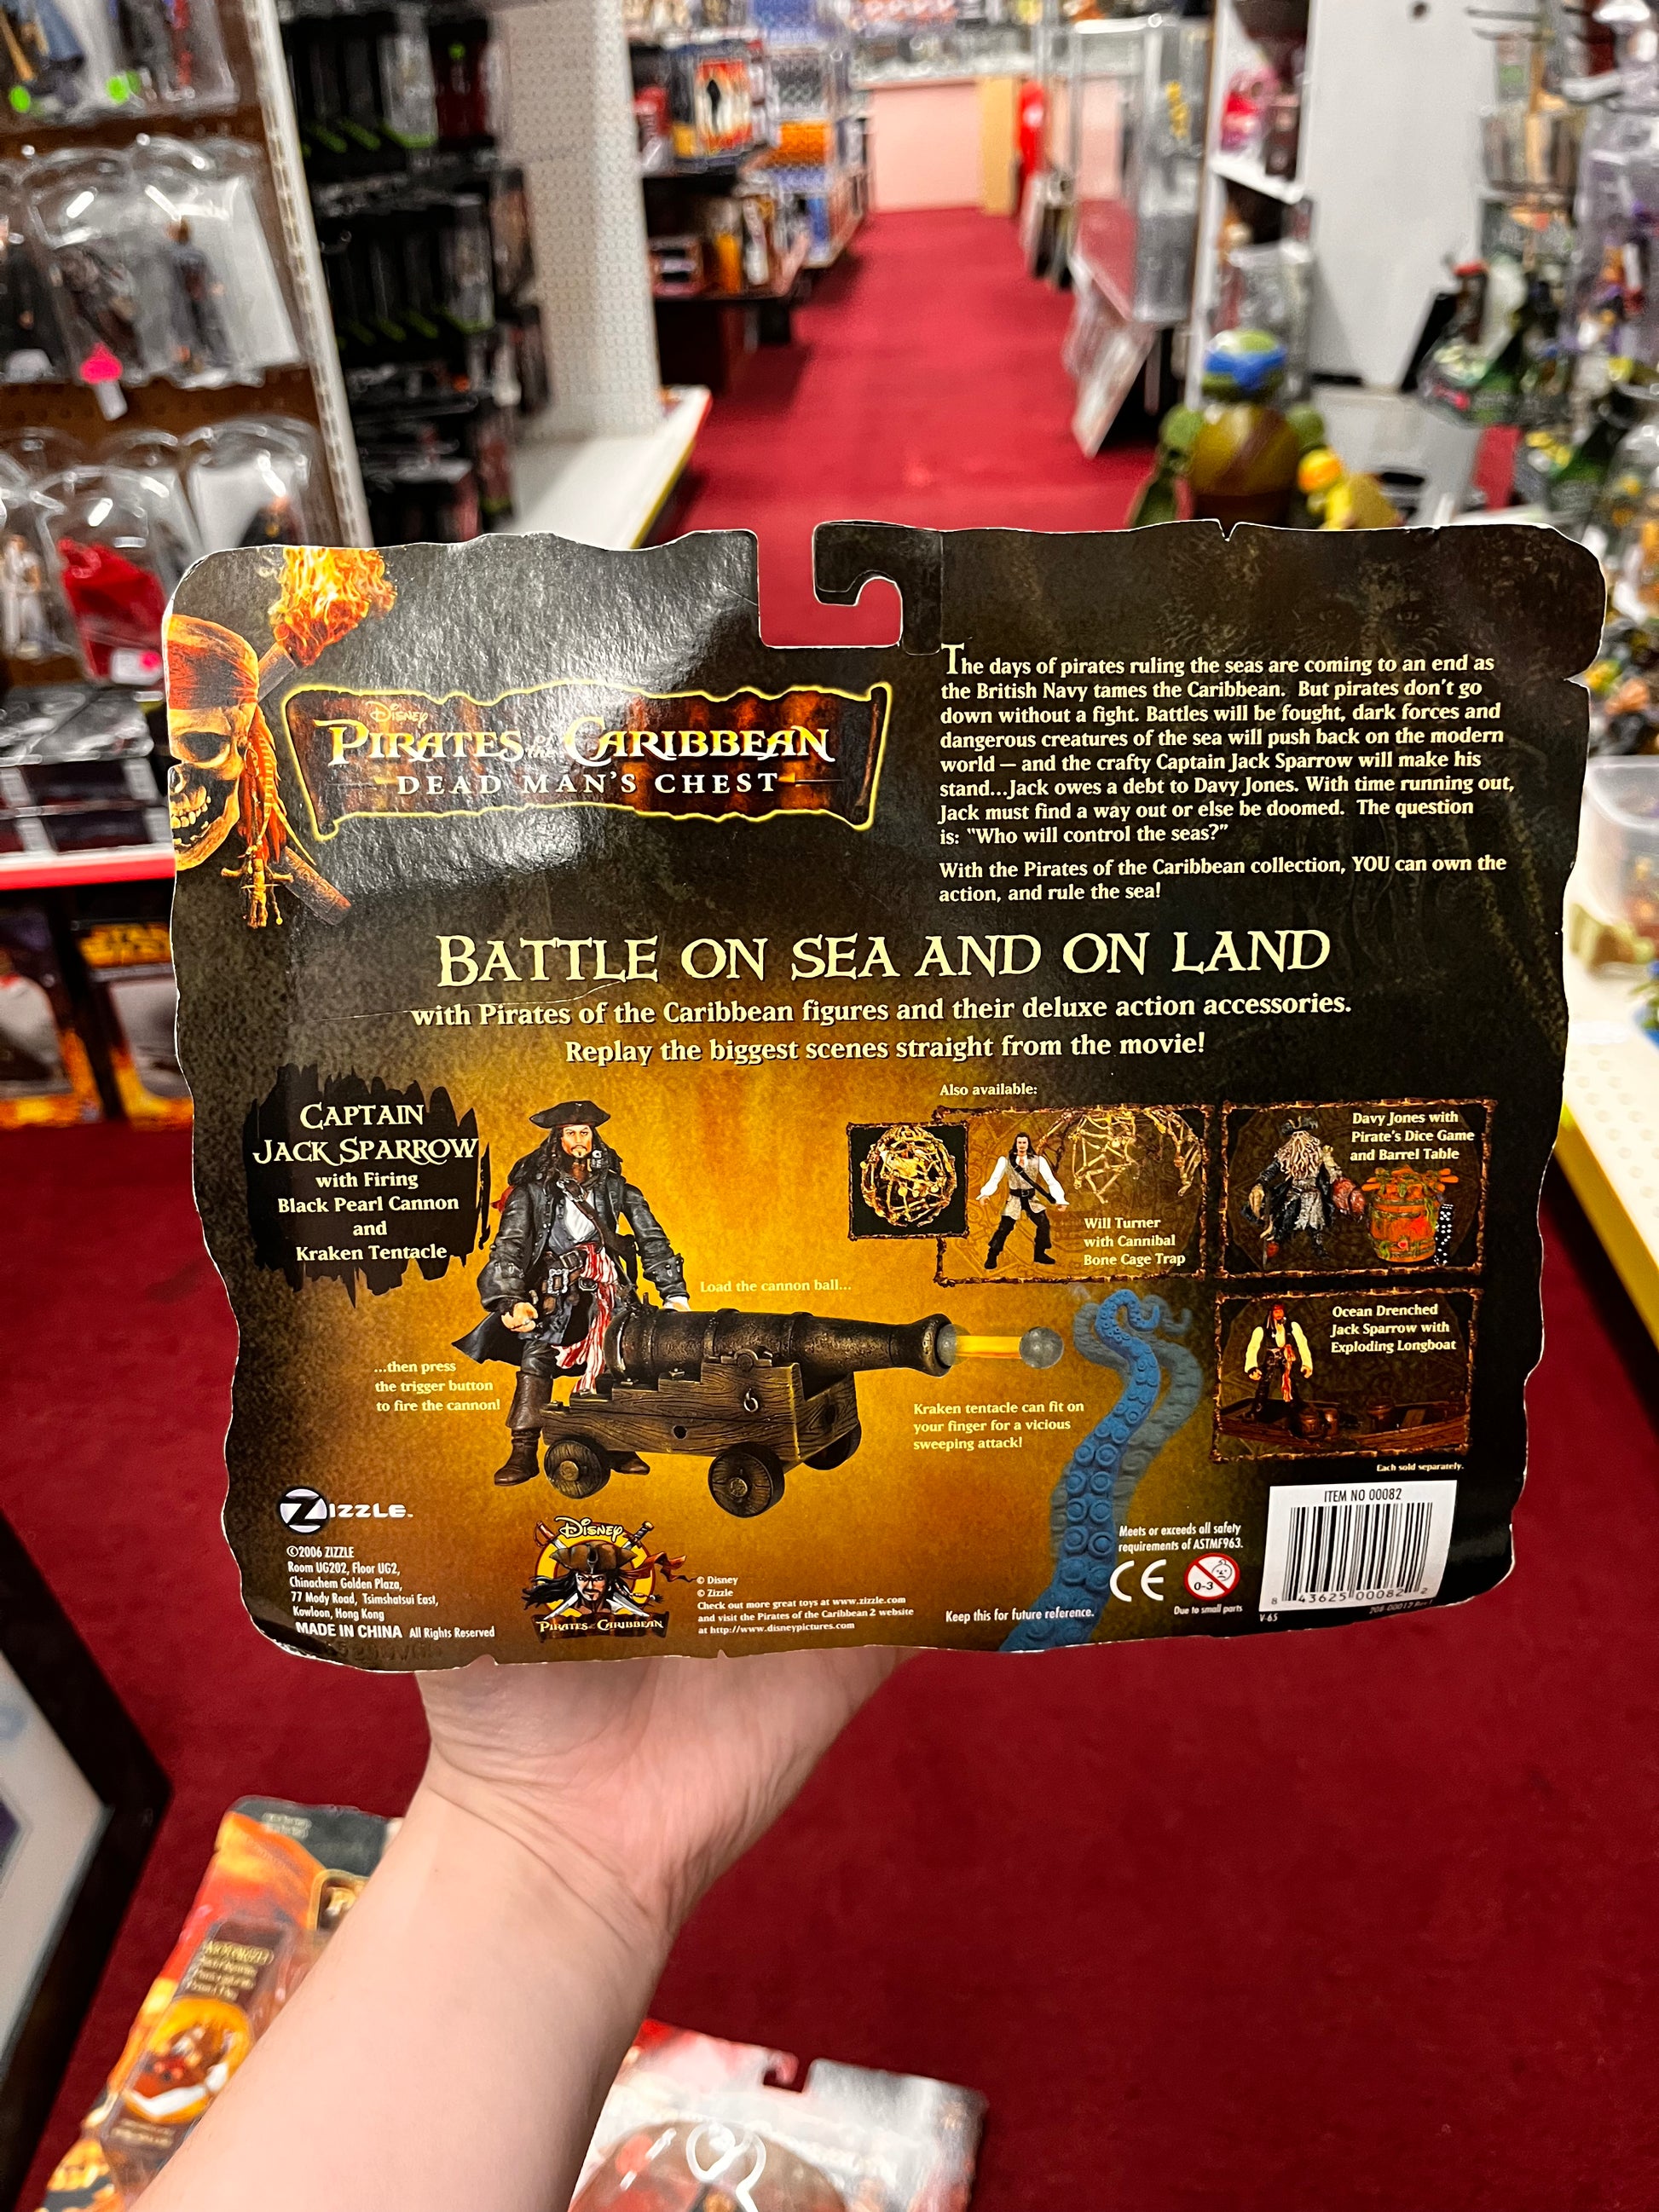 Disney
PIRATES of the CARIBBEAN
DEAD MAN'S CHEST
The days of pirates ruling the seas are coming to an end as
the British Navy tames the Caribbean. But pirates don't go
down without a fight. Battles will be fought, dark forces and
dangerous creatures of the sea will push back on the modern
world — and the crafty Captain Jack Sparrow will make his
stand...Jack owes a debt to Davy Jones. With time running out,
Jack must find a way out or else be doomed. The question
is: "Who will control the seas?"
With the Pirates of the Caribbean collection, YOU can own the
action, and rule the sea!
BATTLE ON SEA AND ON LAND
with Pirates of the Caribbean figures and their deluxe action accessories.
Replay the biggest scenes straight from the movie!
CAPTAIN
JACK SPARROW
with Firing
Black Pearl Cannon
and
Kraken Tentacle
Load the cannon ball...
...then press
the trigger button
to fire the cannon!
Kraken tentacle can fit on
your finger for a vicious
sweeping attack!
Also available:
Will Turner
with Cannibal
Bone Cage Trap
Davy Jones with
Pirate's Dice Game
and Barrel Table
Ocean Drenched
Jack Sparrow with
Exploding Longboat
Each sold separately.
ZIZZLE™
©2006 ZIZZLE
Room UG202, Floor UG2,
Chinachem Golden Plaza,
77 Mody Road, Tsimshatsui East,
Kowloon, Hong Kong
MADE IN CHINA All Rights Reserved
Disney
PIRATES of the CARIBBEAN
© Disney
© Zizzle
Check out more great toys at www.zizzle.com
and visit the Pirates of the Caribbean 2 website
at http://www.disneypictures.com
Keep this for future reference.
Meets or exceeds all safety
requirements of ASTMF963.
CE
0-3
Due to small parts
V-65
ITEM NO 00082
8 43625 00082 2
STAR WARS